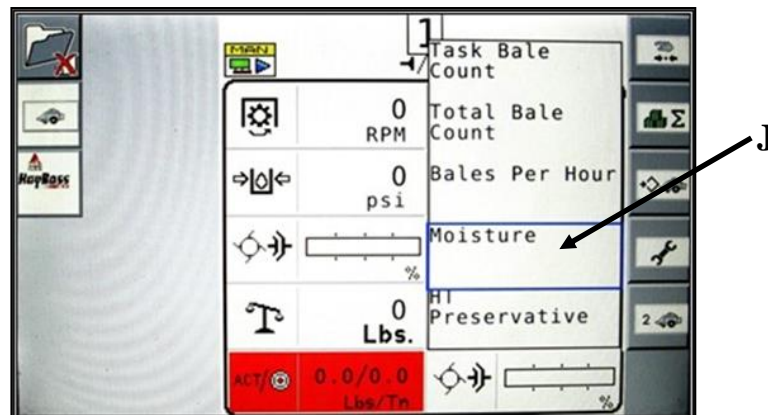 MAN
1
Task Bale
Count
0
RPM
Total Bale
Count
Σ
0
psi
Bales Per Hour
J
HayBoss
Moisture
%
0
Lbs.
HT
Preservative
2
ACT/
0.0/0.0
Lbs/Tn
%